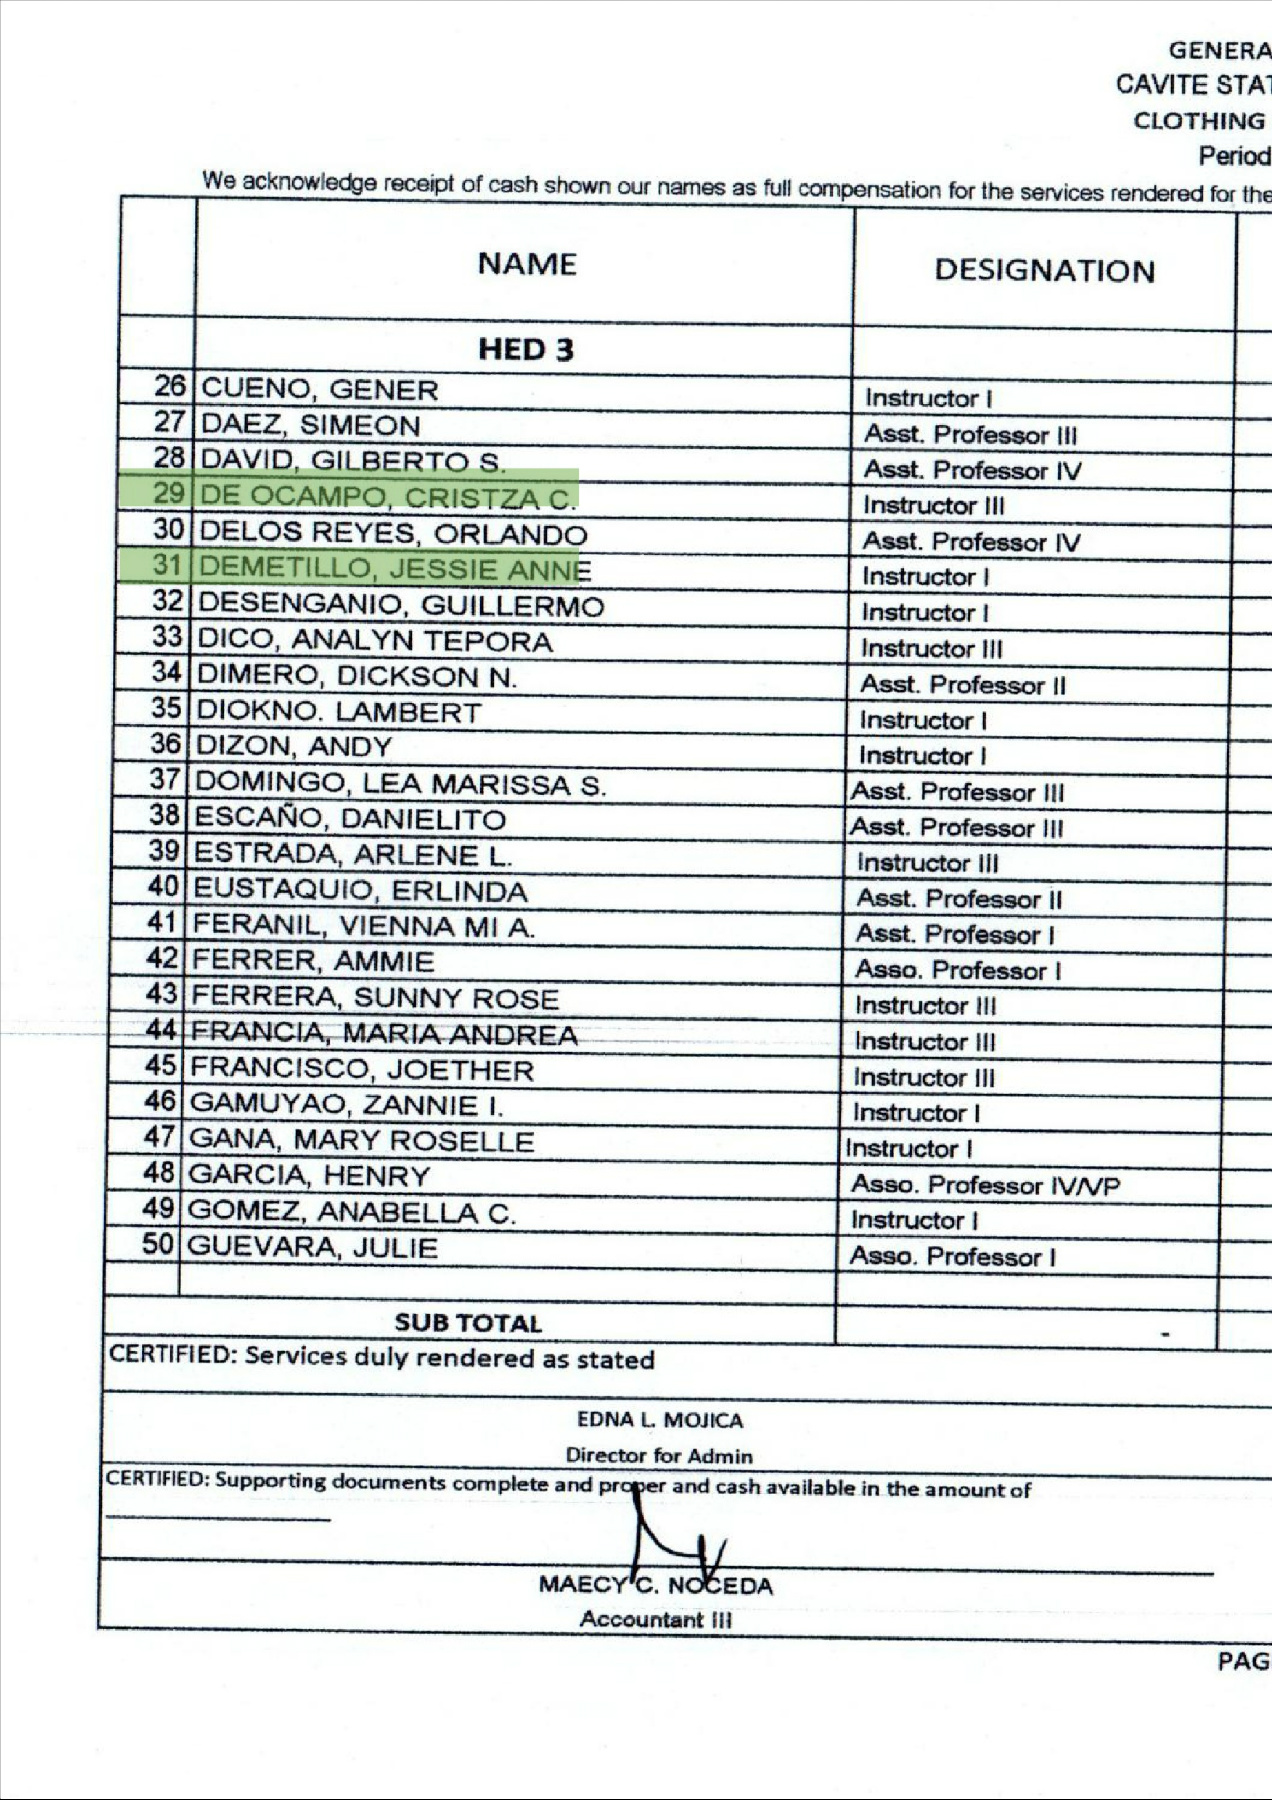 GENERA
CAVITE STAT
CLOTHING
Period
We acknowledge receipt of cash shown our names as full compensation for the services rendered for the
NAME DESIGNATION
HED 3
26 CUENO, GENER Instructor I
27 DAEZ, SIMEON Asst. Professor III
28 DAVID, GILBERTO S. Asst. Professor IV
29 DE OCAMPO, CRISTZA C. Instructor III
30 DELOS REYES, ORLANDO Asst. Professor IV
31 DEMETILLO, JESSIE ANNE Instructor I
32 DESENGANIO, GUILLERMO Instructor I
33 DICO, ANALYN TEPORA Instructor III
34 DIMERO, DICKSON N. Asst. Professor II
35 DIOKNO. LAMBERT Instructor I
36 DIZON, ANDY Instructor I
37 DOMINGO, LEA MARISSA S. Asst. Professor III
38 ESCAÑO, DANIELITO Asst. Professor III
39 ESTRADA, ARLENE L. Instructor III
40 EUSTAQUIO, ERLINDA Asst. Professor II
41 FERANIL, VIENNA MI A. Asst. Professor I
42 FERRER, AMMIE Asso. Professor I
43 FERRERA, SUNNY ROSE Instructor III
44 FRANCIA, MARIA ANDREA Instructor III
45 FRANCISCO, JOETHER Instructor III
46 GAMUYAO, ZANNIE I. Instructor I
47 GANA, MARY ROSELLE Instructor I
48 GARCIA, HENRY Asso. Professor IV/VP
49 GOMEZ, ANABELLA C. Instructor I
50 GUEVARA, JULIE Asso. Professor I
SUB TOTAL -
CERTIFIED: Services duly rendered as stated
EDNA L. MOJICA
Director for Admin
CERTIFIED: Supporting documents complete and proper and cash available in the amount of
MAECY C. NOCEDA
Accountant III
PAG